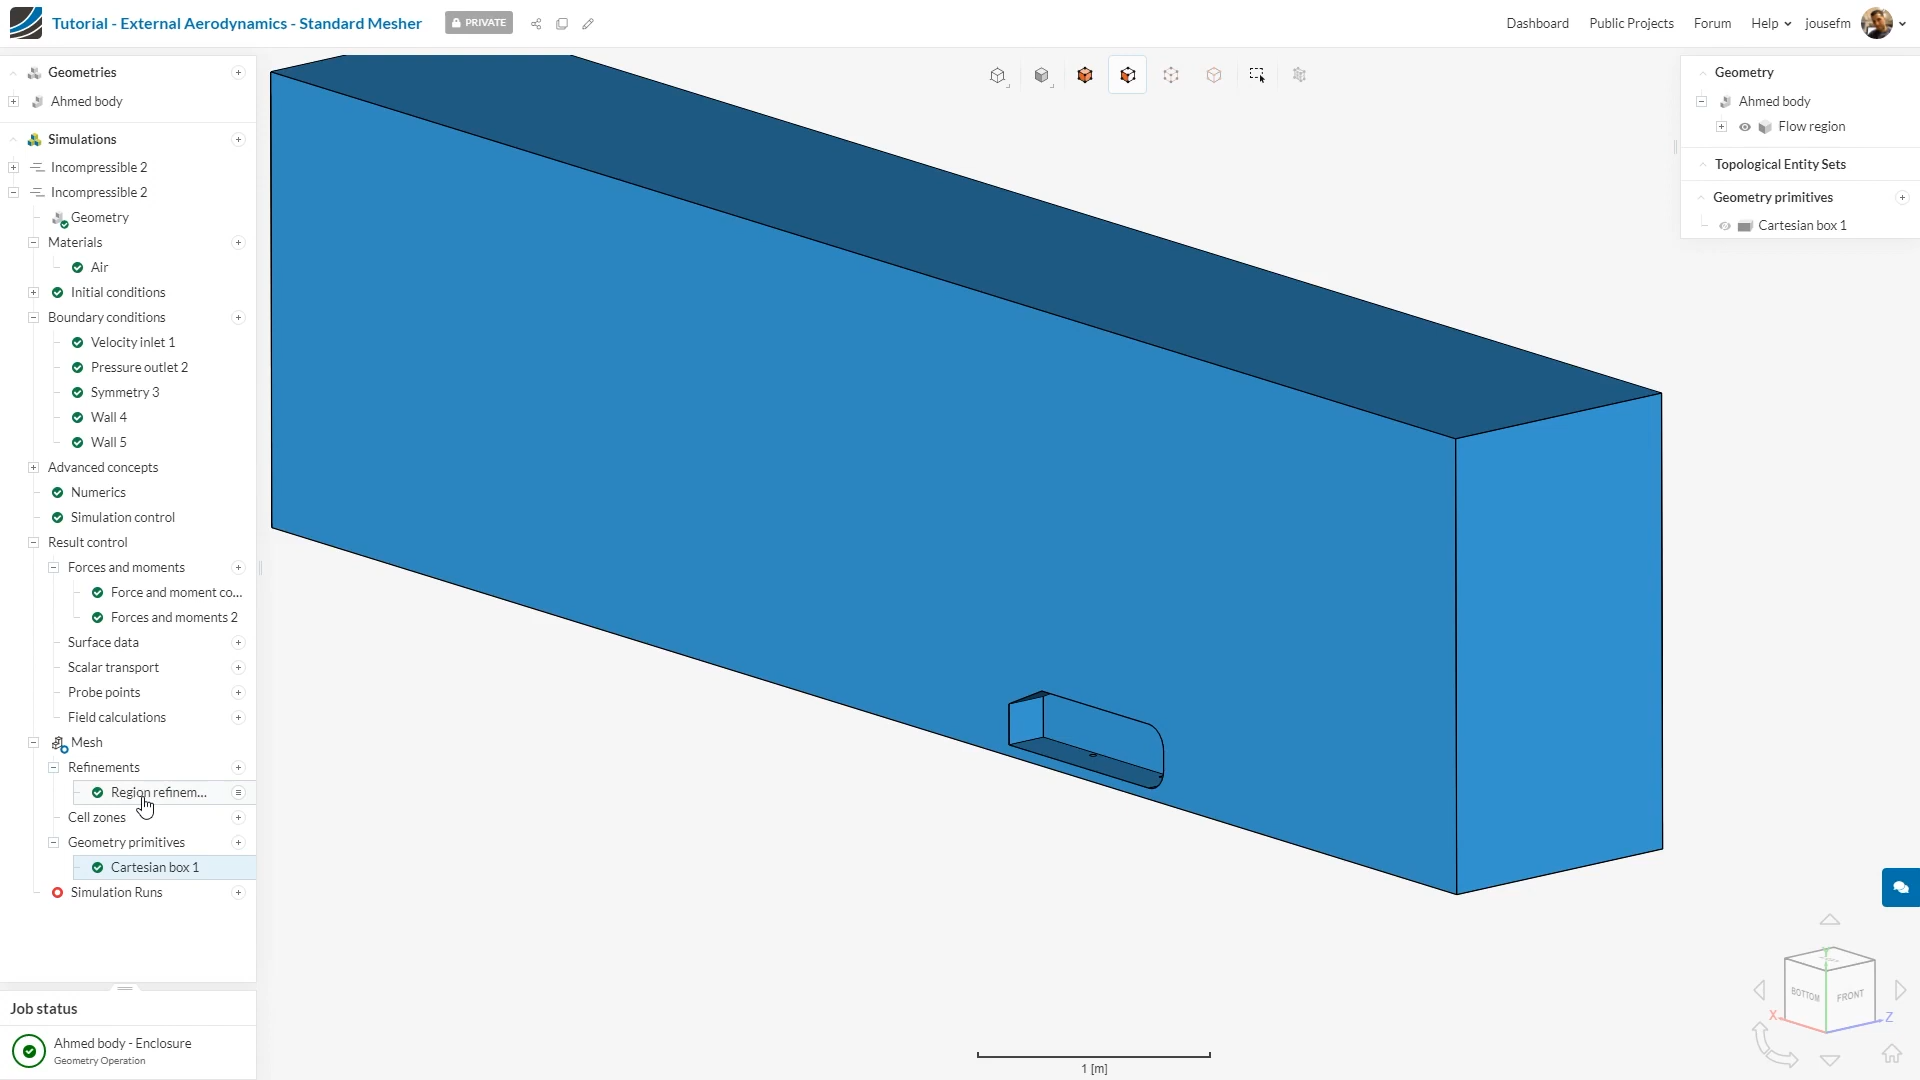 Tutorial - External Aerodynamics - Standard Mesher
PRIVATE
Dashboard
Public Projects
Forum
Help
jousefm
Geometries
Ahmed body
Simulations
Incompressible 2
Incompressible 2
Geometry
Materials
Air
Initial conditions
Boundary conditions
Velocity inlet 1
Pressure outlet 2
Symmetry 3
Wall 4
Wall 5
Advanced concepts
Numerics
Simulation control
Result control
Forces and moments
Force and moment co...
Forces and moments 2
Surface data
Scalar transport
Probe points
Field calculations
Mesh
Refinements
Region refinem...
Cell zones
Geometry primitives
Cartesian box 1
Simulation Runs
Job status
Ahmed body - Enclosure
Geometry Operation
Geometry
Ahmed body
Flow region
Topological Entity Sets
Geometry primitives
Cartesian box 1
1 [m]
BOTTOM
FRONT
X
Z